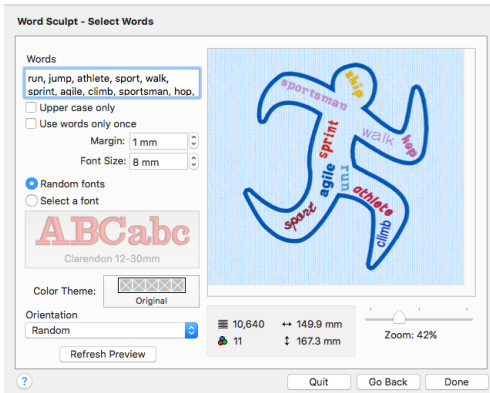 Word Sculpt - Select Words
Words
run, jump, athlete, sport, walk,
sprint, agile, climb, sportsman, hop,
Upper case only
Use words only once
Margin: 1 mm
Font Size: 8 mm
Random fonts
Select a font
ABCabc
Clarendon 12-30mm
Color Theme:
Original
Orientation
Random
Refresh Preview
skip
sportsman
walk
hop
sprint
agile
run
athlete
sport
climb
10,640
149.9 mm
11
167.3 mm
Zoom: 42%
?
Quit
Go Back
Done